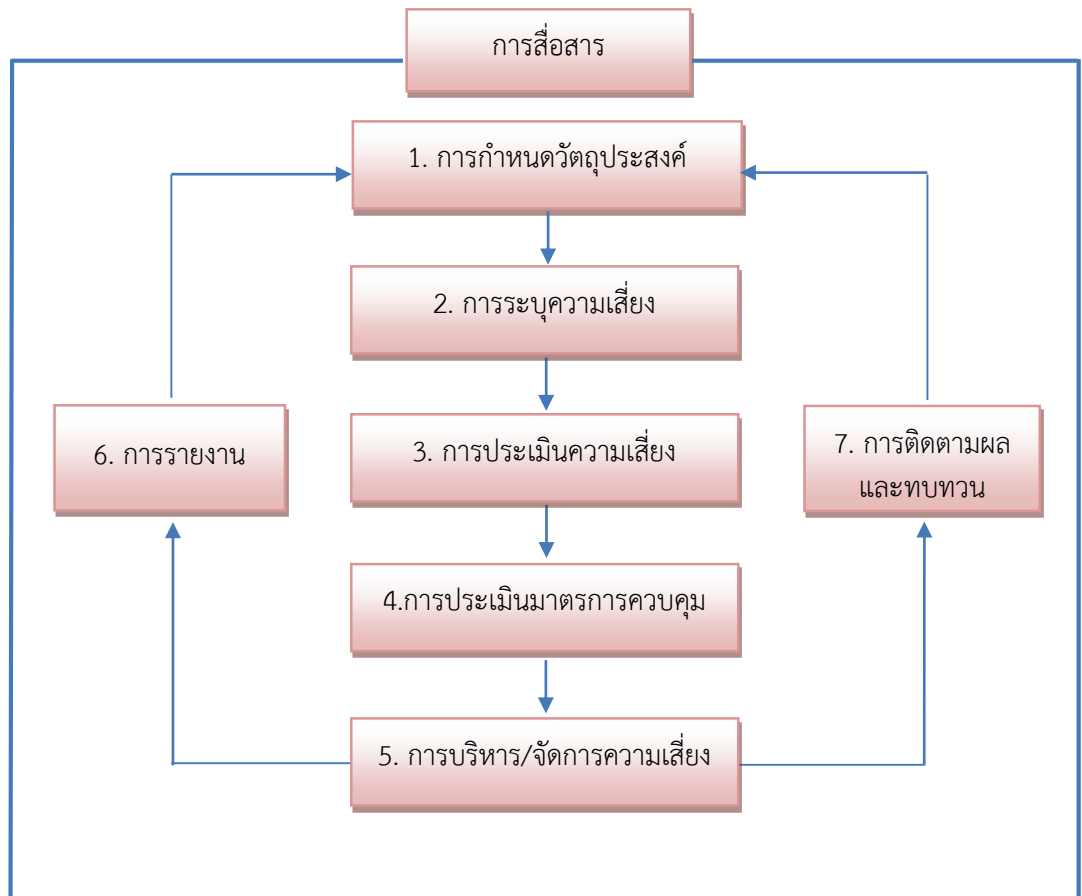 การสื่อสาร
1. การกำหนดวัตถุประสงค์
2. การระบุความเสี่ยง
3. การประเมินความเสี่ยง
6. การรายงาน
7. การติดตามผล
และทบทวน
4.การประเมินมาตรการควบคุม
5. การบริหาร/จัดการความเสี่ยง